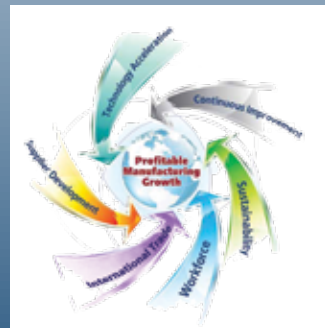 Technology Acceleration
Continuous Improvement
Profitable
Manufacturing
Growth
Supplier Development
Sustainability
International Trade
Workforce